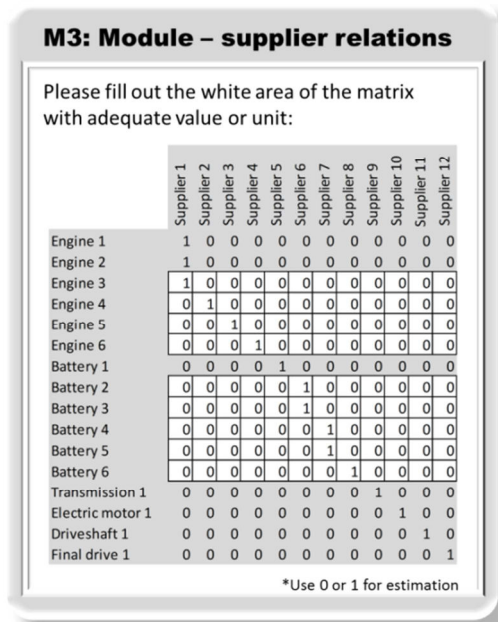 M3: Module – supplier relations
Please fill out the white area of the matrix
with adequate value or unit:
Supplier 1 Supplier 2 Supplier 3 Supplier 4 Supplier 5 Supplier 6 Supplier 7 Supplier 8 Supplier 9 Supplier 10 Supplier 11 Supplier 12
Engine 1 1 0 0 0 0 0 0 0 0 0 0 0
Engine 2 1 0 0 0 0 0 0 0 0 0 0 0
Engine 3 1 0 0 0 0 0 0 0 0 0 0 0
Engine 4 0 1 0 0 0 0 0 0 0 0 0 0
Engine 5 0 0 1 0 0 0 0 0 0 0 0 0
Engine 6 0 0 0 1 0 0 0 0 0 0 0 0
Battery 1 0 0 0 0 1 0 0 0 0 0 0 0
Battery 2 0 0 0 0 0 1 0 0 0 0 0 0
Battery 3 0 0 0 0 0 1 0 0 0 0 0 0
Battery 4 0 0 0 0 0 0 1 0 0 0 0 0
Battery 5 0 0 0 0 0 0 1 0 0 0 0 0
Battery 6 0 0 0 0 0 0 0 1 0 0 0 0
Transmission 1 0 0 0 0 0 0 0 0 1 0 0 0
Electric motor 1 0 0 0 0 0 0 0 0 0 1 0 0
Driveshaft 1 0 0 0 0 0 0 0 0 0 0 1 0
Final drive 1 0 0 0 0 0 0 0 0 0 0 0 1
*Use 0 or 1 for estimation